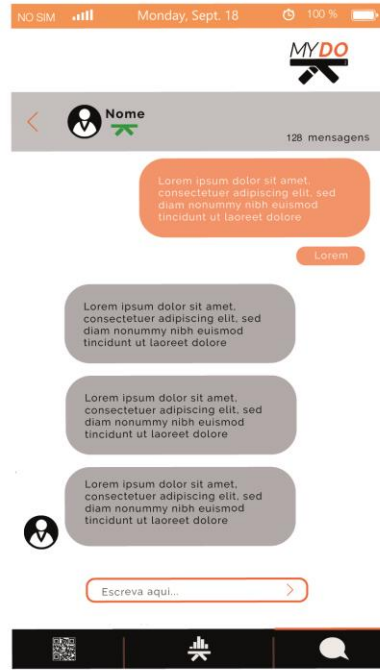 NO SIM Monday, Sept. 18 100 %
MYDO
Nome
128 mensagens
Lorem ipsum dolor sit amet,
consectetuer adipiscing elit, sed
diam nonummy nibh euismod
tincidunt ut laoreet dolore
Lorem
Lorem ipsum dolor sit amet,
consectetuer adipiscing elit, sed
diam nonummy nibh euismod
tincidunt ut laoreet dolore
Lorem ipsum dolor sit amet,
consectetuer adipiscing elit, sed
diam nonummy nibh euismod
tincidunt ut laoreet dolore
Lorem ipsum dolor sit amet,
consectetuer adipiscing elit, sed
diam nonummy nibh euismod
tincidunt ut laoreet dolore
Escreva aqui...